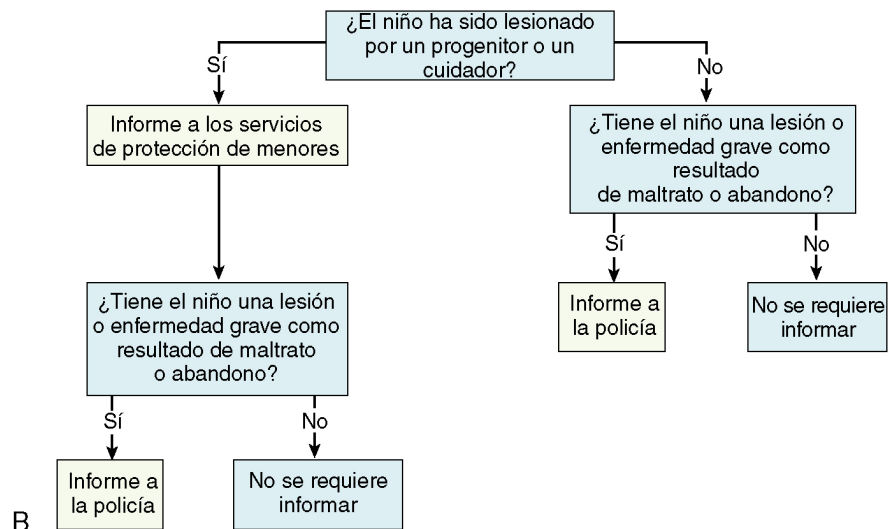 ¿El niño ha sido lesionado
por un progenitor o un
cuidador?
Sí
No
Informe a los servicios
de protección de menores
¿Tiene el niño una lesión o
enfermedad grave como
resultado
de maltrato o abandono?
Sí
No
¿Tiene el niño una lesión
o enfermedad grave como
resultado de maltrato
o abandono?
Informe a
la policía
No se requiere
informar
Sí
No
Informe a
la policía
No se requiere
informar
B